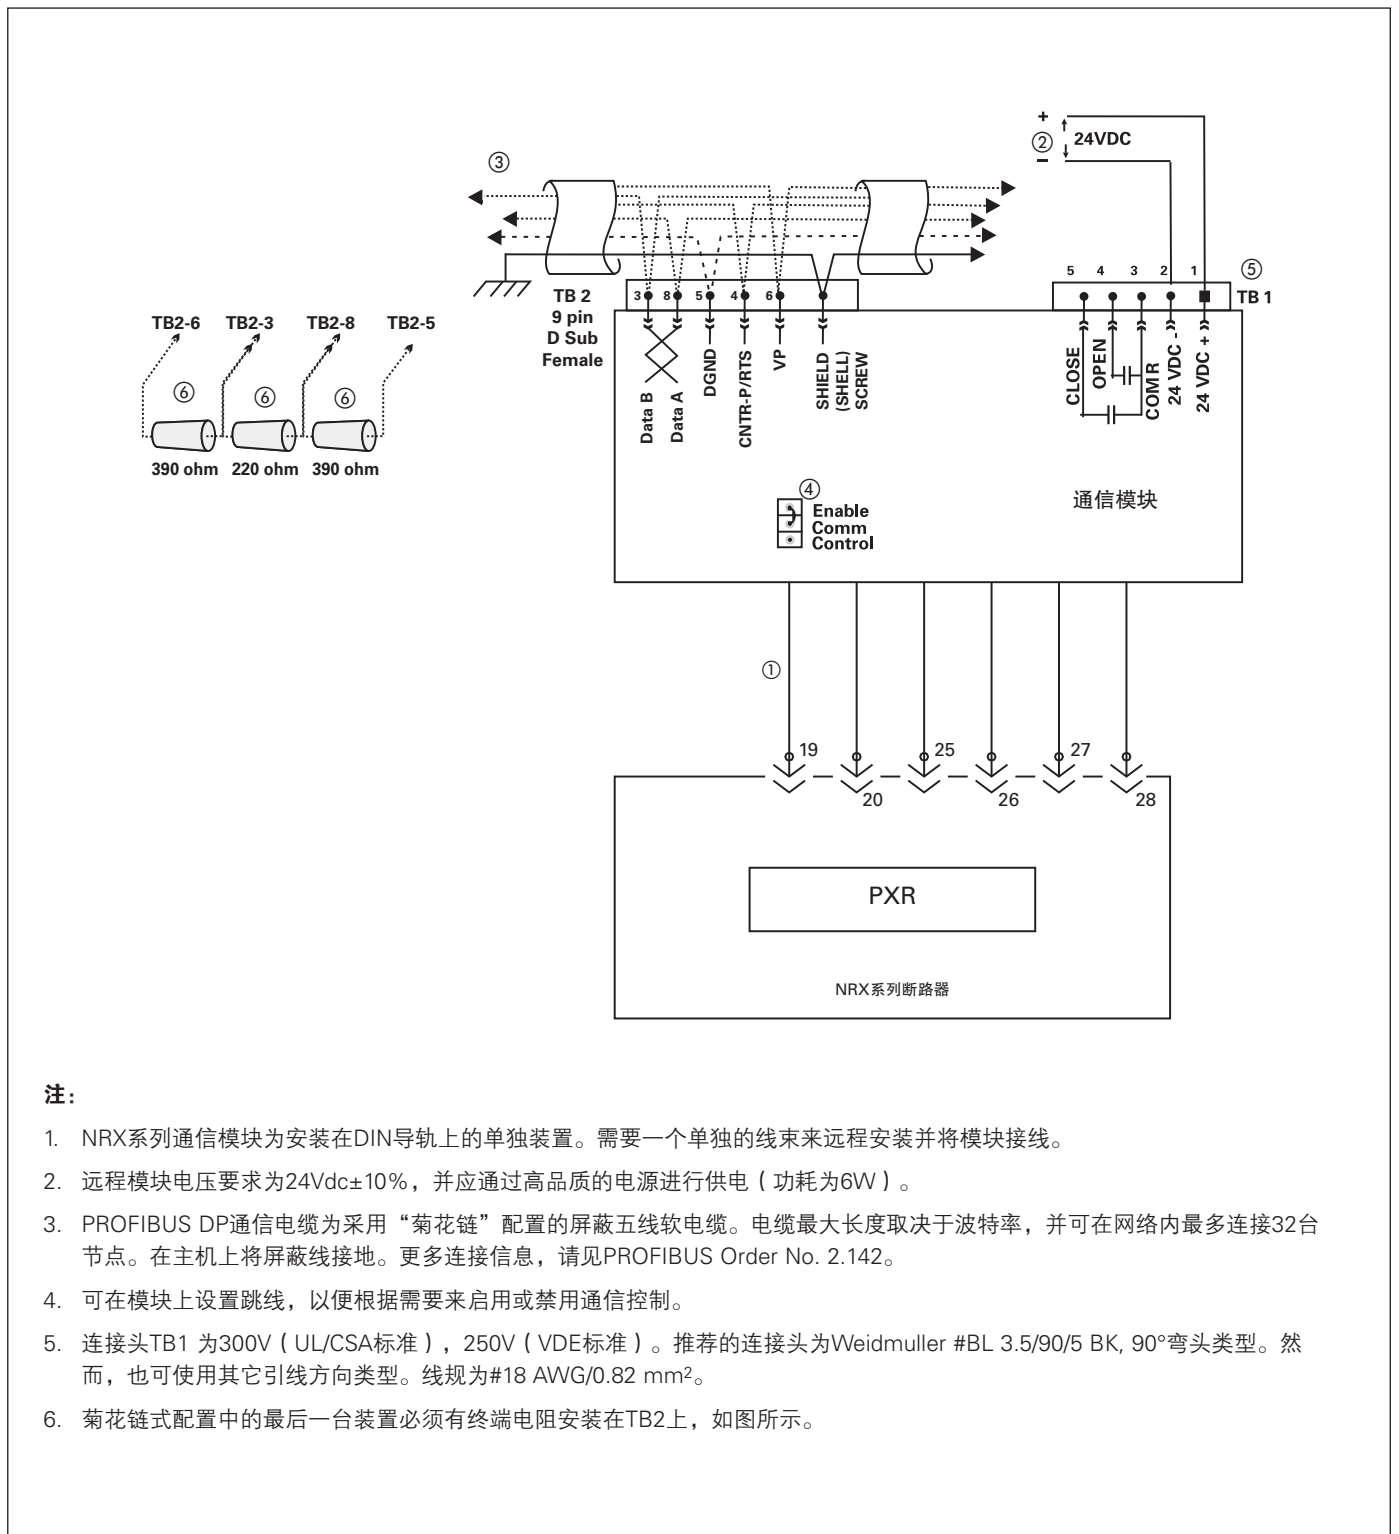 +
② 24VDC
−
③
5 4 3 2 1 ⑤
TB 1
TB 2
9 pin
D Sub
Female
3 8 5 4 6
TB2-6 TB2-3 TB2-8 TB2-5
⑥ ⑥ ⑥
390 ohm 220 ohm 390 ohm
Data B
Data A
DGND
CNTR-P/RTS
VP
SHIELD
(SHELL)
SCREW
CLOSE
OPEN
COM R
24 VDC -
24 VDC +
④
Enable
Comm
Control
通信模块
①
19 25 27
20 26 28
PXR
NRX系列断路器
注：
1. NRX系列通信模块为安装在DIN导轨上的单独装置。需要一个单独的线束来远程安装并将模块接线。
2. 远程模块电压要求为24Vdc±10%，并应通过高品质的电源进行供电（功耗为6W）。
3. PROFIBUS DP通信电缆为采用“菊花链”配置的屏蔽五线软电缆。电缆最大长度取决于波特率，并可在网络内最多连接32台
节点。在主机上将屏蔽线接地。更多连接信息，请见PROFIBUS Order No. 2.142。
4. 可在模块上设置跳线，以便根据需要来启用或禁用通信控制。
5. 连接头TB1 为300V（UL/CSA标准），250V（VDE标准）。推荐的连接头为Weidmuller #BL 3.5/90/5 BK, 90°弯头类型。然
而，也可使用其它引线方向类型。线规为#18 AWG/0.82 mm²。
6. 菊花链式配置中的最后一台装置必须有终端电阻安装在TB2上，如图所示。